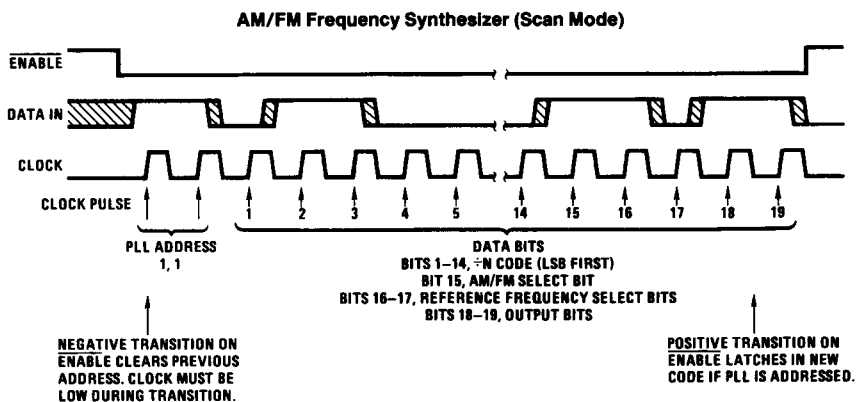 AM/FM Frequency Synthesizer (Scan Mode)
ENABLE
DATA IN
CLOCK
CLOCK PULSE
1 2 3 4 5 14 15 16 17 18 19
PLL ADDRESS
1, 1
DATA BITS
BITS 1–14, ÷N CODE (LSB FIRST)
BIT 15, AM/FM SELECT BIT
BITS 16–17, REFERENCE FREQUENCY SELECT BITS
BITS 18–19, OUTPUT BITS
NEGATIVE TRANSITION ON
ENABLE CLEARS PREVIOUS
ADDRESS. CLOCK MUST BE
LOW DURING TRANSITION.
POSITIVE TRANSITION ON
ENABLE LATCHES IN NEW
CODE IF PLL IS ADDRESSED.